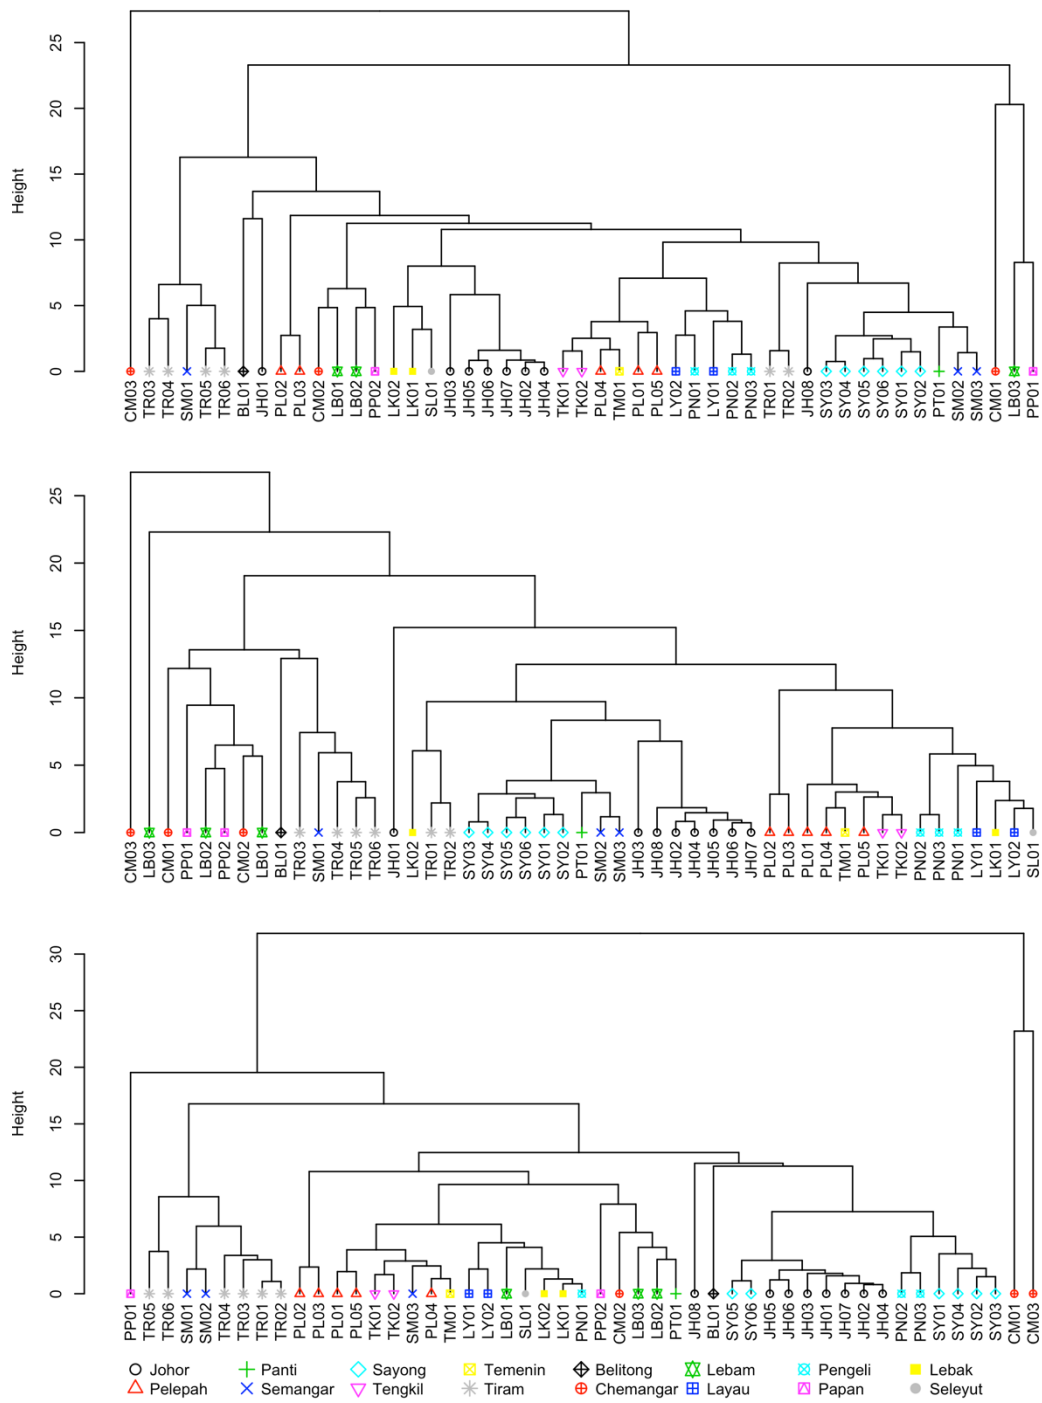 25
20
15
10
5
0
Height
CM03 TR03 TR04 SM01 TR05 TR06 BL01 JH01 PL02 PL03 CM02 LB01 LB02 PP02 LK02 LK01 SL01 JH03 JH05 JH06 JH07 JH02 JH04 TK01 TK02 PL04 TM01 PL01 PL05 LY02 PN01 LY01 PN02 PN03 TR01 TR02 JH08 SY03 SY04 SY05 SY06 SY01 SY02 PT01 SM02 SM03 CM01 LB03 PP01
25
20
15
10
5
0
Height
CM03 LB03 CM01 PP01 LB02 PP02 CM02 LB01 BL01 TR03 SM01 TR04 TR05 TR06 JH01 LK02 TR01 TR02 SY03 SY04 SY05 SY06 SY01 SY02 PT01 SM02 SM03 JH03 JH08 JH02 JH04 JH05 JH06 JH07 PL02 PL03 PL01 PL04 TM01 PL05 TK01 TK02 PN02 PN03 PN01 LY01 LK01 LY02 SL01
30
25
20
15
10
5
0
Height
PP01 TR05 TR06 SM01 SM02 TR04 TR03 TR01 TR02 PL02 PL03 PL01 PL05 TK01 TK02 SM03 PL04 TM01 LY01 LY02 LB01 SL01 LK02 LK01 PN01 PP02 CM02 LB03 LB02 PT01 JH08 BL01 SY05 SY06 JH05 JH06 JH03 JH01 JH07 JH02 JH04 PN02 PN03 SY01 SY04 SY02 SY03 CM01 CM03
Johor Panti Sayong Temenin Belitong Lebam Pengeli Lebak
Pelepah Semangar Tengkil Tiram Chemangar Layau Papan Seleyut